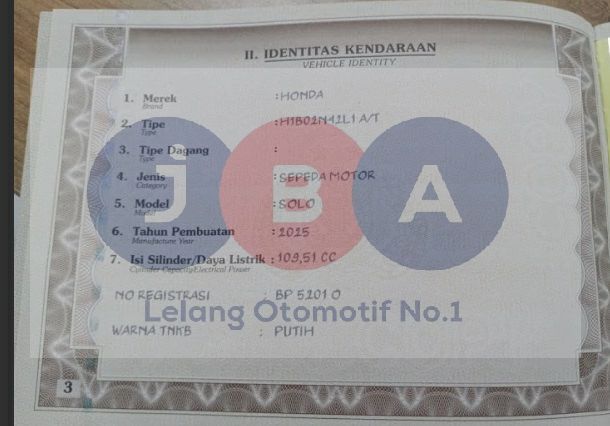 II. IDENTITAS KENDARAAN
VEHICLE IDENTITY
1. Merek : HONDA
Brand
2. Tipe : H1B02N42L1 A/T
Type
3. Tipe Dagang :
Type
4. Jenis : SEPEDA MOTOR
Category
5. Model : SOLO
Model
6. Tahun Pembuatan : 2025
Manufacture Year
7. Isi Silinder/Daya Listrik : 109,51 CC
Cylinder Capacity/Electrical Power
NO REGISTRASI : BP 5201 O
WARNA TNKB : PUTIH
3
JBA
Lelang Otomotif No.1